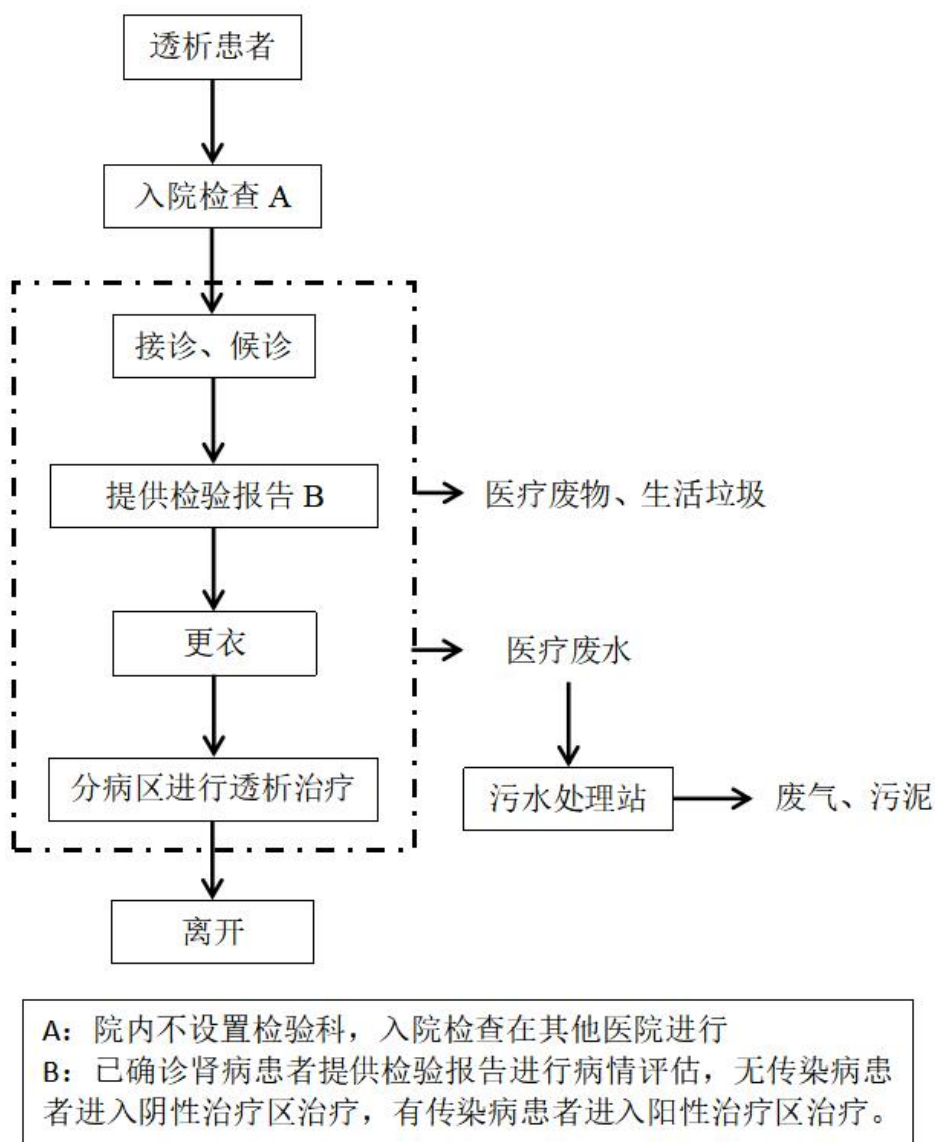 透析患者
入院检查 A
接诊、候诊
提供检验报告 B
医疗废物、生活垃圾
更衣
医疗废水
分病区进行透析治疗
污水处理站
废气、污泥
离开
A：院内不设置检验科，入院检查在其他医院进行
B：已确诊肾病患者提供检验报告进行病情评估，无传染病患
者进入阴性治疗区治疗，有传染病患者进入阳性治疗区治疗。